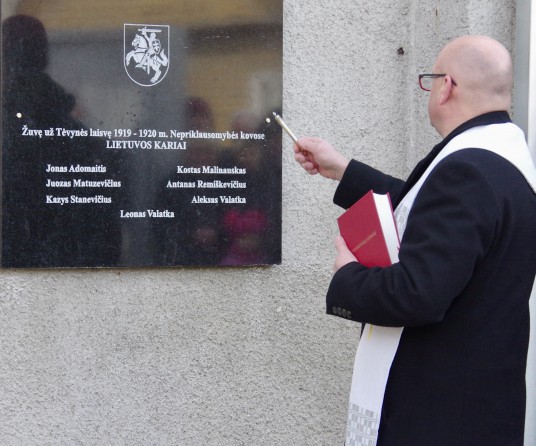 Žuvę už Tėvynės laisvę 1919 - 1920 m. Nepriklausomybės kovose
LIETUVOS KARIAI
Jonas Adomaitis Kostas Malinauskas
Juozas Matuzevičius Antanas Remiškevičius
Kazys Stanevičius Aleksas Valatka
Leonas Valatka